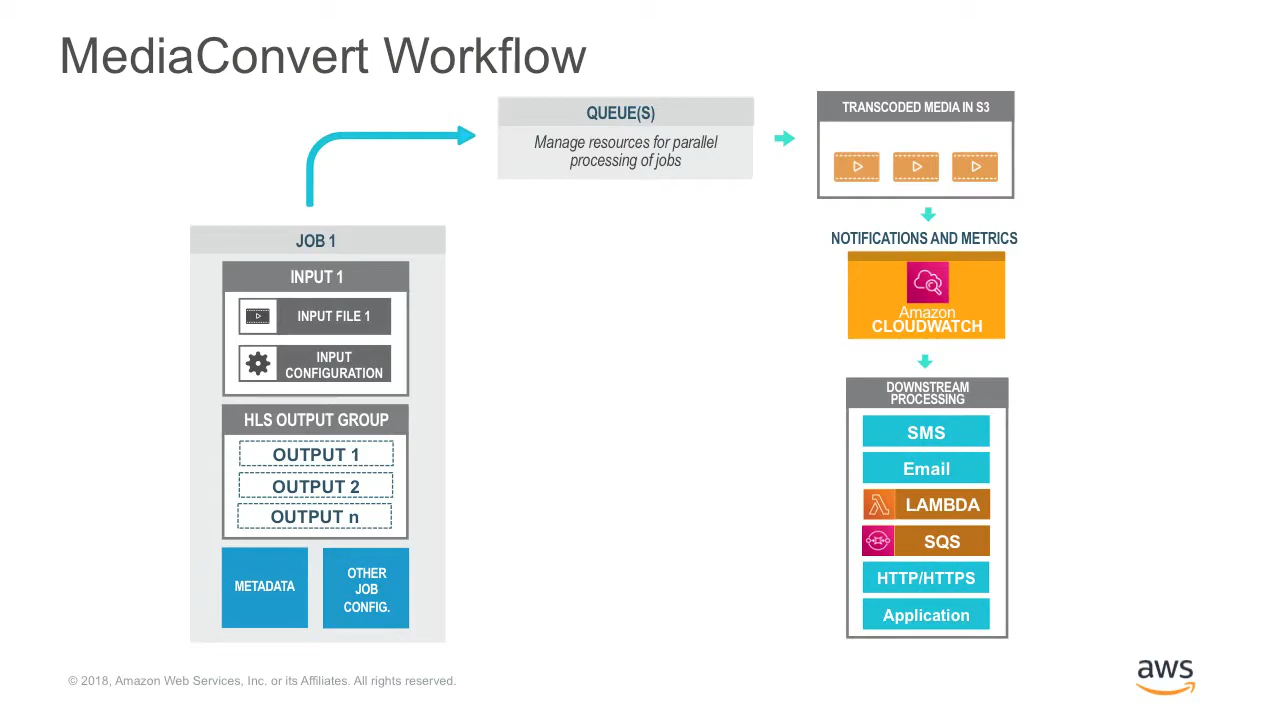 MediaConvert Workflow
QUEUE(S)
Manage resources for parallel
processing of jobs
TRANSCODED MEDIA IN S3
JOB 1
INPUT 1
INPUT FILE 1
INPUT
CONFIGURATION
HLS OUTPUT GROUP
OUTPUT 1
OUTPUT 2
OUTPUT n
METADATA
OTHER
JOB
CONFIG.
NOTIFICATIONS AND METRICS
Amazon
CLOUDWATCH
DOWNSTREAM
PROCESSING
SMS
Email
LAMBDA
SQS
HTTP/HTTPS
Application
© 2018, Amazon Web Services, Inc. or its Affiliates. All rights reserved.
aws